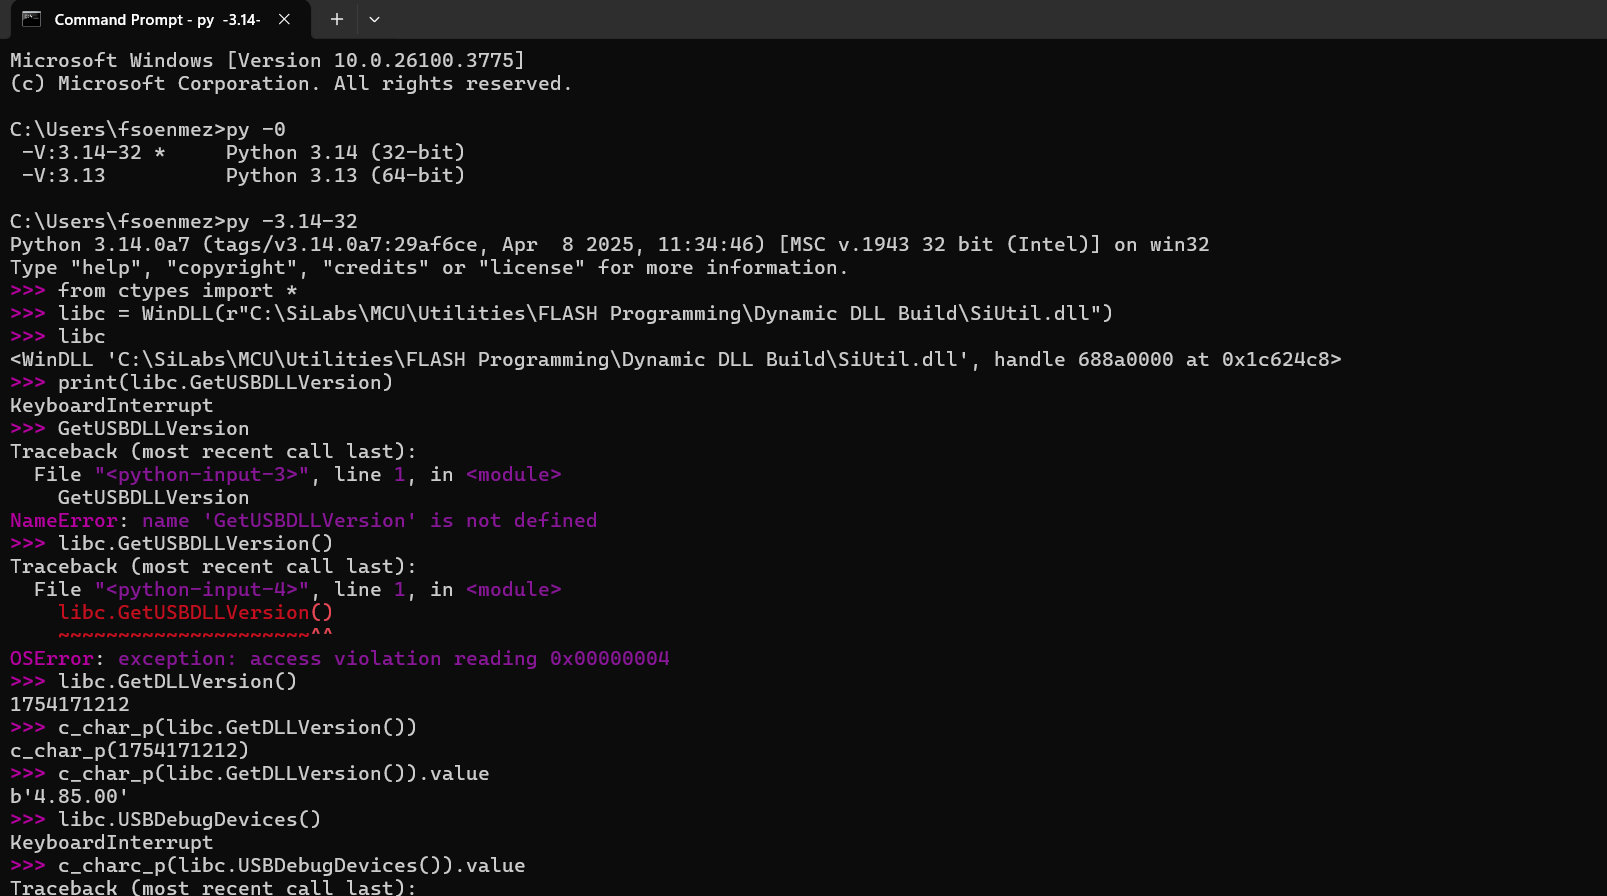 Command Prompt - py  -3.14-
Microsoft Windows [Version 10.0.26100.3775]
(c) Microsoft Corporation. All rights reserved.
C:\Users\fsoenmez>py -0
 -V:3.14-32 *     Python 3.14 (32-bit)
 -V:3.13          Python 3.13 (64-bit)
C:\Users\fsoenmez>py -3.14-32
Python 3.14.0a7 (tags/v3.14.0a7:29af6ce, Apr  8 2025, 11:34:46) [MSC v.1943 32 bit (Intel)] on win32
Type "help", "copyright", "credits" or "license" for more information.
>>> from ctypes import *
>>> libc = WinDLL(r"C:\SiLabs\MCU\Utilities\FLASH Programming\Dynamic DLL Build\SiUtil.dll")
>>> libc
<WinDLL 'C:\SiLabs\MCU\Utilities\FLASH Programming\Dynamic DLL Build\SiUtil.dll', handle 688a0000 at 0x1c624c8>
>>> print(libc.GetUSBDLLVersion)
KeyboardInterrupt
>>> GetUSBDLLVersion
Traceback (most recent call last):
  File "<python-input-3>", line 1, in <module>
    GetUSBDLLVersion
NameError: name 'GetUSBDLLVersion' is not defined
>>> libc.GetUSBDLLVersion()
Traceback (most recent call last):
  File "<python-input-4>", line 1, in <module>
    libc.GetUSBDLLVersion()
    ~~~~~~~~~~~~~~~~~~~~~^^
OSError: exception: access violation reading 0x00000004
>>> libc.GetDLLVersion()
1754171212
>>> c_char_p(libc.GetDLLVersion())
c_char_p(1754171212)
>>> c_char_p(libc.GetDLLVersion()).value
b'4.85.00'
>>> libc.USBDebugDevices()
KeyboardInterrupt
>>> c_charc_p(libc.USBDebugDevices()).value
Traceback (most recent call last):